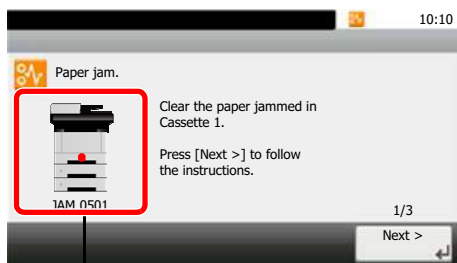 10:10
Paper jam.
Clear the paper jammed in
Cassette 1.
Press [Next >] to follow
the instructions.
JAM 0501
1/3
Next >